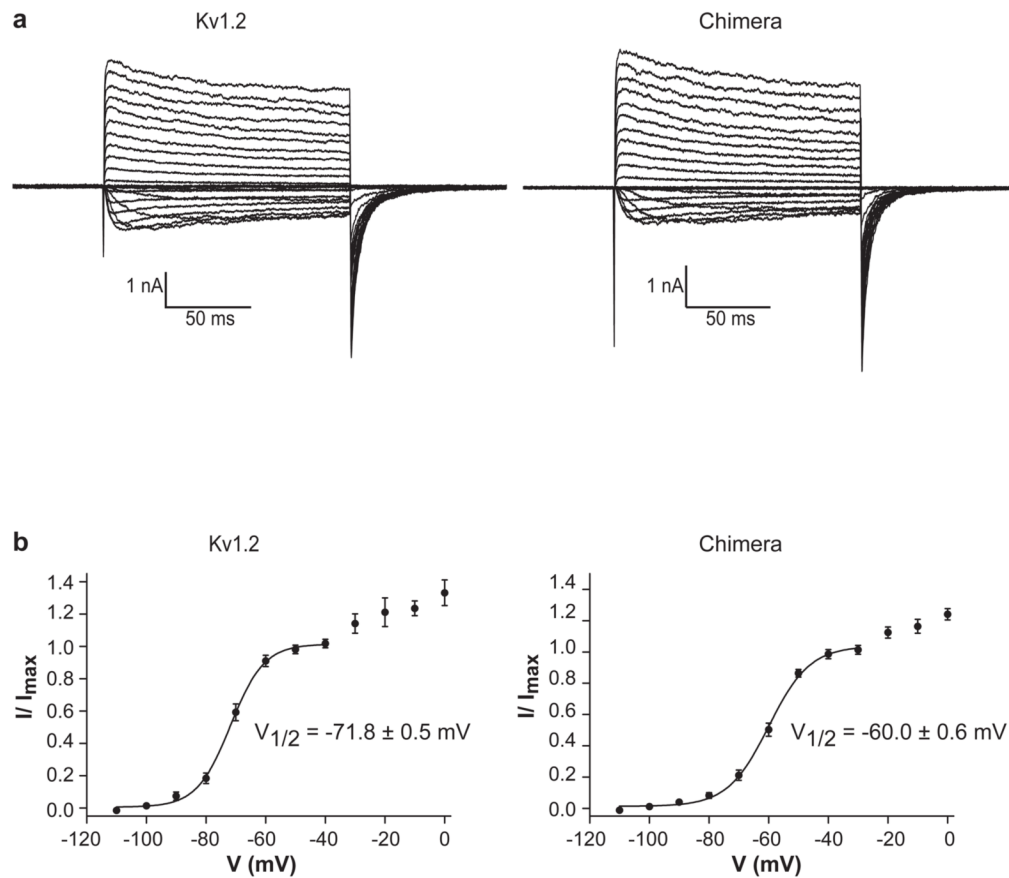 a
Kv1.2
Chimera
1 nA
50 ms
1 nA
50 ms
b
Kv1.2
Chimera
1.4
1.2
1.0
0.8
0.6
0.4
0.2
0.0
I/ Imax
V1/2 = -71.8 ± 0.5 mV
-120 -100 -80 -60 -40 -20 0
V (mV)
1.4
1.2
1.0
0.8
0.6
0.4
0.2
0.0
I/ Imax
V1/2 = -60.0 ± 0.6 mV
-120 -100 -80 -60 -40 -20 0
V (mV)